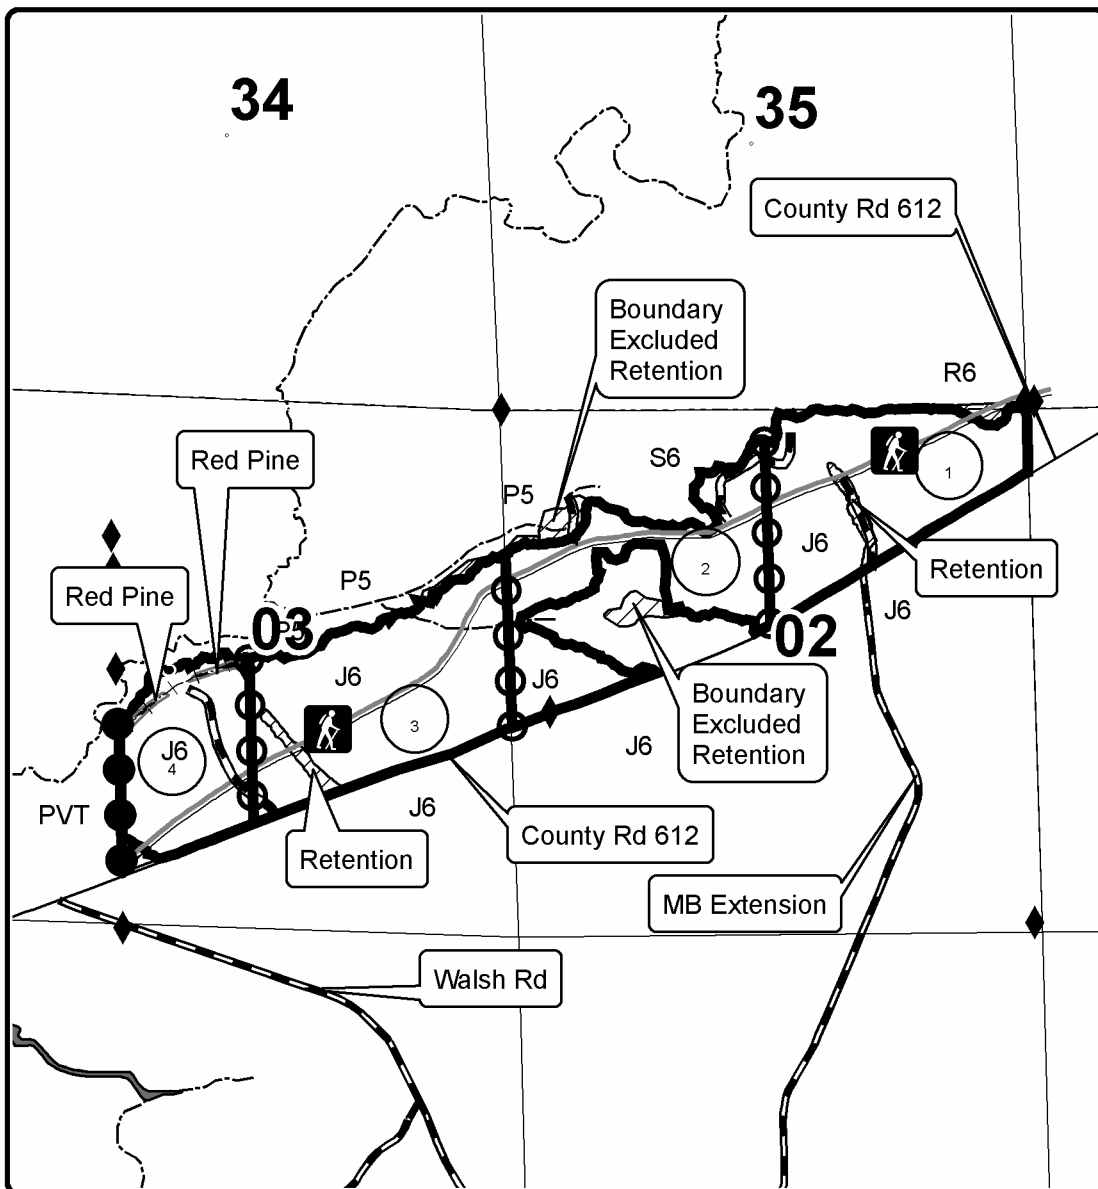 34
35
County Rd 612
Boundary
Excluded
Retention
R6
Red Pine
S6
1
P5
J6
2
Retention
P5
Red Pine
J6
03
02
J6
J6
Boundary
Excluded
Retention
3
J6
J6
4
PVT
J6
County Rd 612
Retention
MB Extension
Walsh Rd